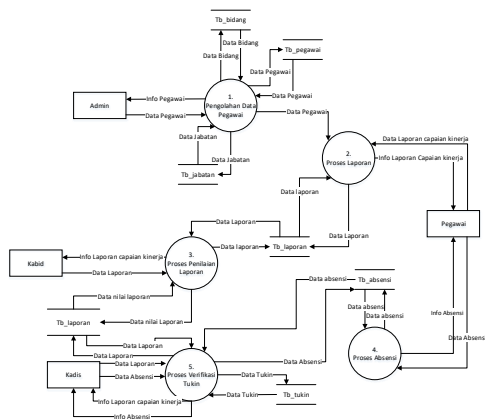 Tb_bidang
Data Bidang
Data Bidang
Tb_pegawai
Data Pegawai
Data Pegawai
Admin
Info Pegawai
Data Pegawai
1.
Pengolahan Data
Pegawai
Data Pegawai
Data Jabatan
Data Jabatan
Tb_jabatan
2.
Proses Laporan
Data Laporan capaian kinerja
Info Laporan Capaian kinerja
Data laporan
Data Laporan
Pegawai
Data Laporan
Data laporan
Tb_laporan
Kabid
Info Laporan capaian kinerja
Data Laporan
3.
Proses Penilaian
Laporan
Data absensi
Tb_absensi
Data nilai laporan
Data nilai Laporan
Tb_laporan
Data absensi
Data absensi
Info Absensi
Data Absensi
4.
Proses Absensi
Data Laporan
Data Laporan
Data Laporan
Data Absensi
Kadis
5.
Proses Verifikasi
Tukin
Data Absensi
Data Tukin
Data Tukin
Tb_tukin
Info Laporan capaian kinerja
Info Absensi